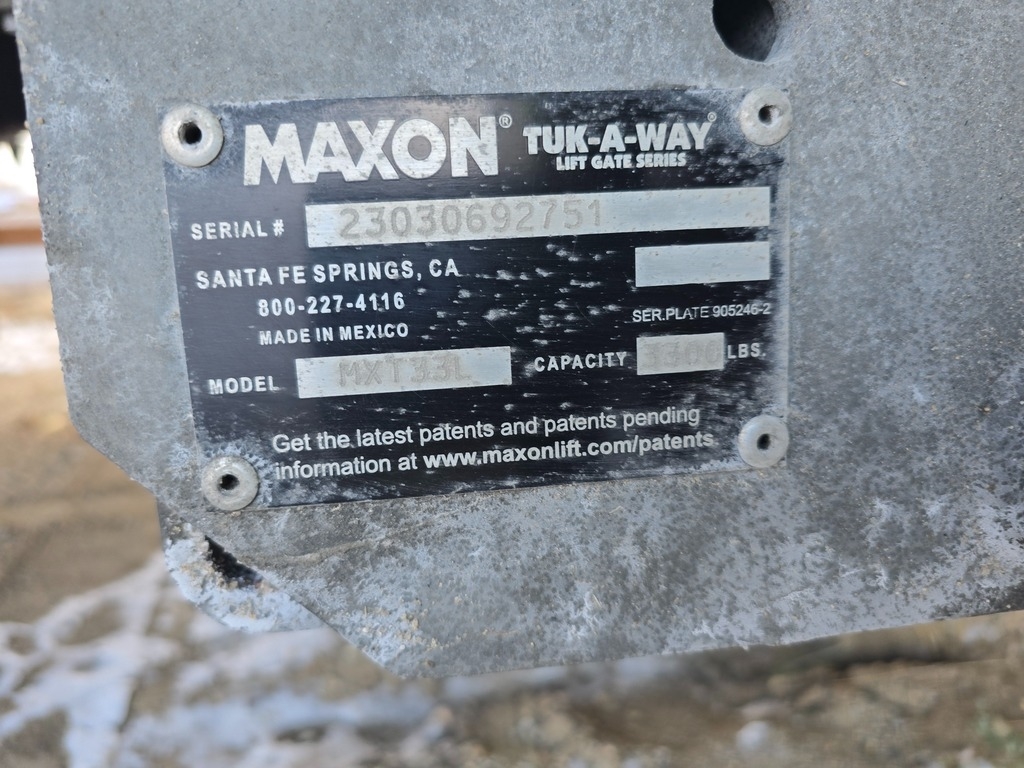 MAXON® TUK-A-WAY®
LIFT GATE SERIES
SERIAL # 23030692751
SANTA FE SPRINGS, CA
800-227-4116
SER.PLATE 905246-2
MADE IN MEXICO
MODEL MXT33L CAPACITY 3300 LBS.
Get the latest patents and patents pending
information at www.maxonlift.com/patents.